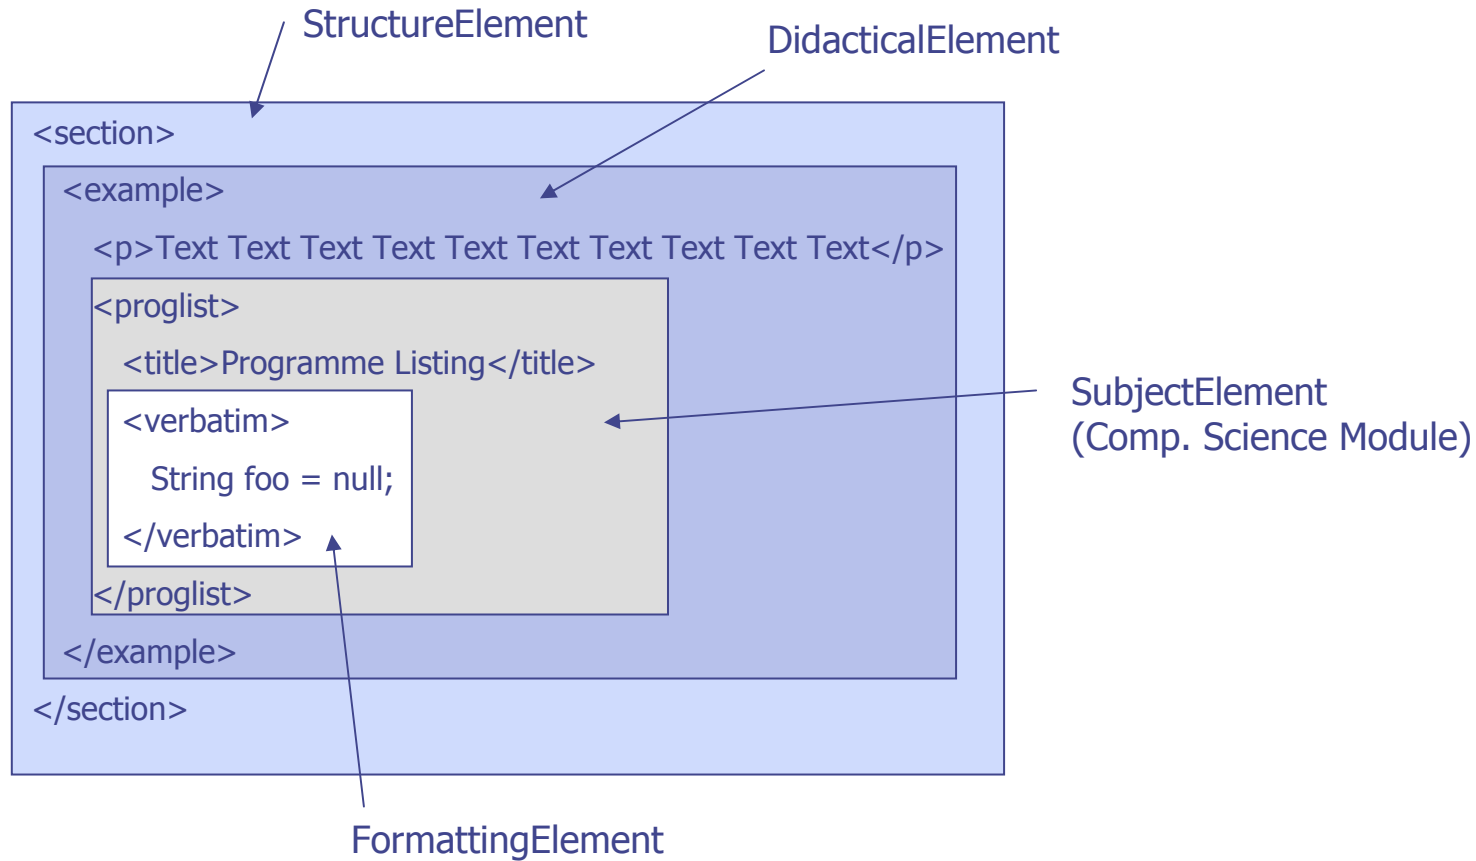 StructureElement
DidacticalElement
<section>
<example>
<p>Text Text Text Text Text Text Text Text Text Text</p>
<proglist>
<title>Programme Listing</title>
<verbatim>
String foo = null;
</verbatim>
</proglist>
</example>
</section>
SubjectElement
(Comp. Science Module)
FormattingElement